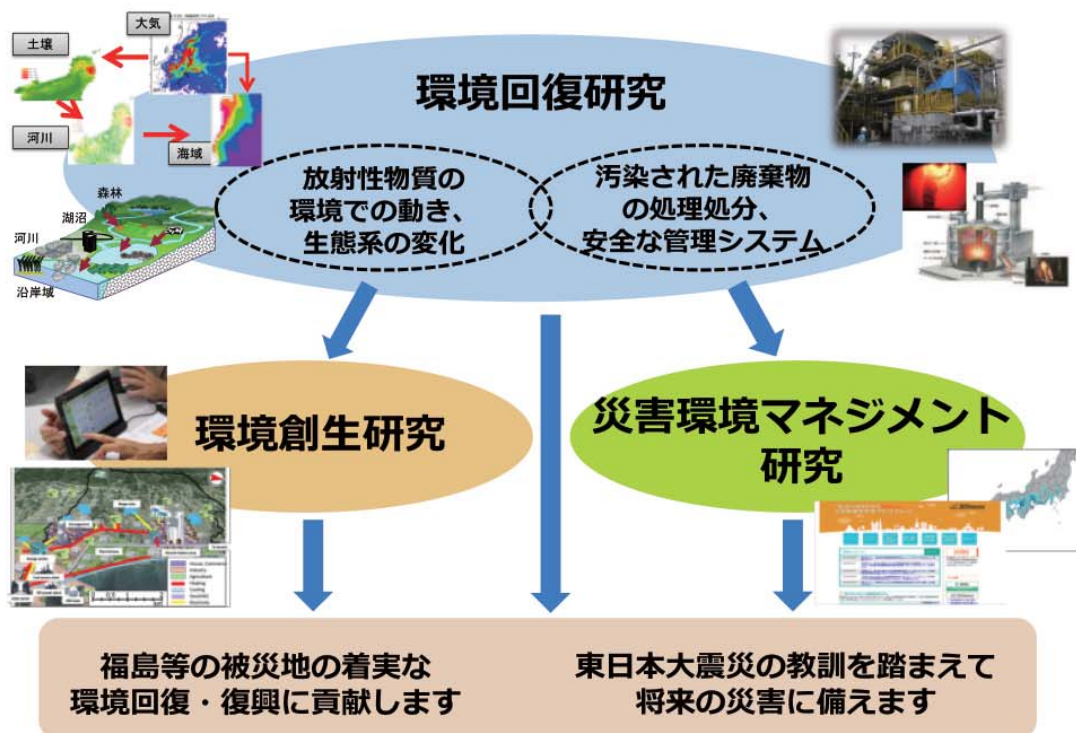 大気
土壌
河川
海域
環境回復研究
放射性物質の
環境での動き、
生態系の変化
汚染された廃棄物
の処理処分、
安全な管理システム
森林
湖沼
河川
沿岸域
環境創生研究
災害環境マネジメント
研究
福島等の被災地の着実な
環境回復・復興に貢献します
東日本大震災の教訓を踏まえて
将来の災害に備えます